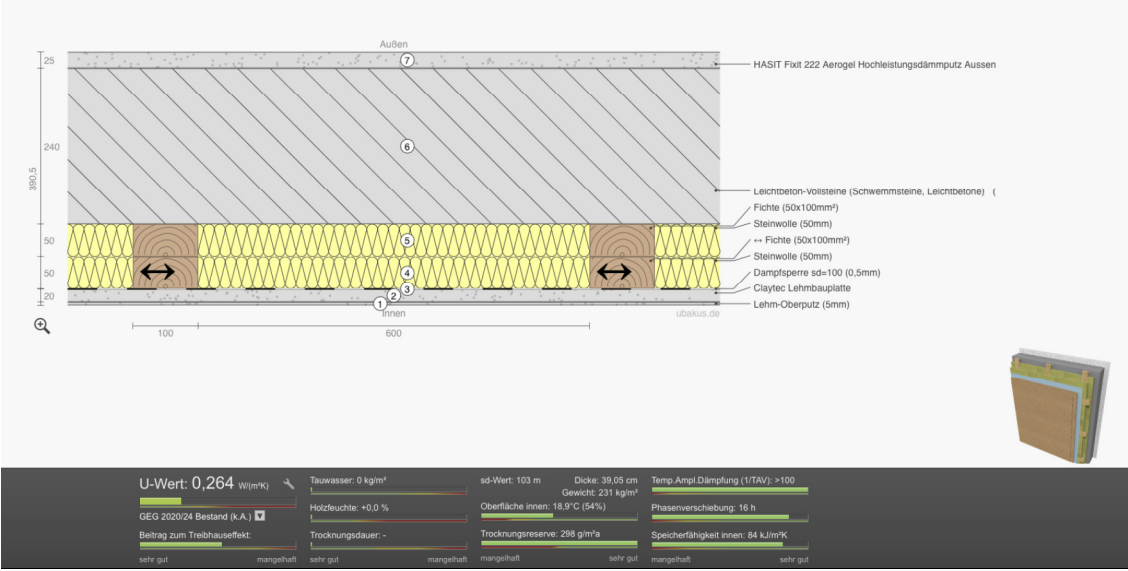 Außen
25
7
HASIT Fixit 222 Aerogel Hochleistungsdämmputz Aussen
240
6
390,5
Leichtbeton-Vollsteine (Schwemmsteine, Leichtbetone) (
Fichte (50x100mm²)
Steinwolle (50mm)
50
5
↔ Fichte (50x100mm²)
Steinwolle (50mm)
50
4
Dampfsperre sd=100 (0,5mm)
3
Claytec Lehmbauplatte
20
2
1
Lehm-Oberputz (5mm)
Innen
ubakus.de
100
600
U-Wert: 0,264 W/(m²K)
GEG 2020/24 Bestand (k.A.)
Beitrag zum Treibhauseffekt:
sehr gut mangelhaft
Tauwasser: 0 kg/m²
Holzfeuchte: +0,0 %
Trocknungsdauer: -
sehr gut mangelhaft
sd-Wert: 103 m Dicke: 39,05 cm
Gewicht: 231 kg/m²
Oberfläche innen: 18,9°C (54%)
Trocknungsreserve: 298 g/m²a
mangelhaft sehr gut
Temp.Ampl.Dämpfung (1/TAV): >100
Phasenverschiebung: 16 h
Speicherfähigkeit innen: 84 kJ/m²K
mangelhaft sehr gut